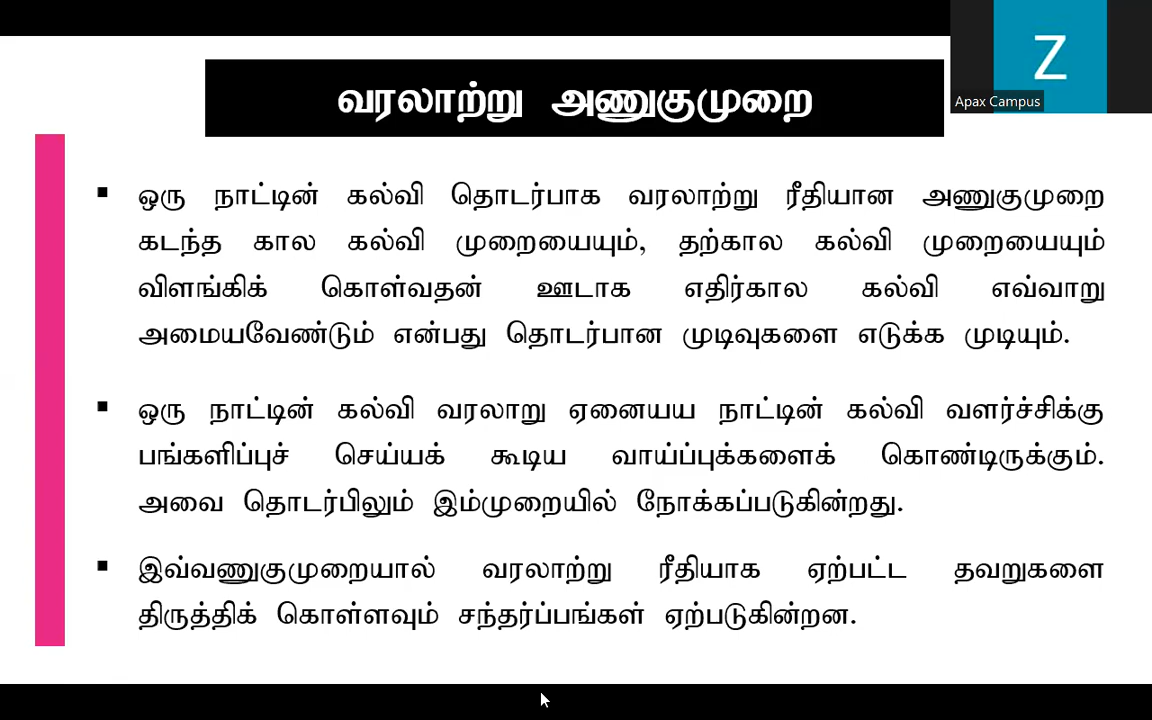 வரலாற்று அணுகுமுறை
Z
Apax Campus
▪ ஒரு நாட்டின் கல்வி தொடர்பாக வரலாற்று ரீதியான அணுகுமுறை
கடந்த கால கல்வி முறையையும், தற்கால கல்வி முறையையும்
விளங்கிக் கொள்வதன் ஊடாக எதிர்கால கல்வி எவ்வாறு
அமையவேண்டும் என்பது தொடர்பான முடிவுகளை எடுக்க முடியும்.
▪ ஒரு நாட்டின் கல்வி வரலாறு ஏனையய நாட்டின் கல்வி வளர்ச்சிக்கு
பங்களிப்புச் செய்யக் கூடிய வாய்ப்புக்களைக் கொண்டிருக்கும்.
அவை தொடர்பிலும் இம்முறையில் நோக்கப்படுகின்றது.
▪ இவ்வணுகுமுறையால் வரலாற்று ரீதியாக ஏற்பட்ட தவறுகளை
திருத்திக் கொள்ளவும் சந்தர்ப்பங்கள் ஏற்படுகின்றன.